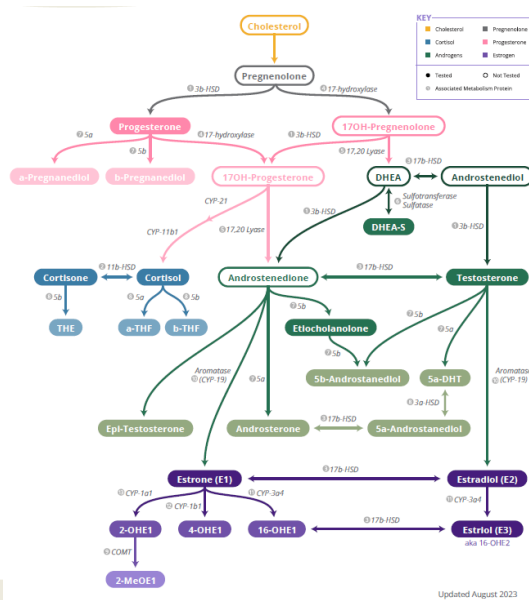 Cholesterol
KEY
Cholesterol
Pregnenolone
Cortisol
Progesterone
Androgens
Estrogen
Tested
Not Tested
Associated Metabolism Protein
Pregnenolone
3b-HSD
17-hydroxylase
Progesterone
17OH-Pregnenolone
5a
5b
17-hydroxylase
3b-HSD
17,20 Lyase
17b-HSD
a-Pregnanediol
b-Pregnanediol
17OH-Progesterone
DHEA
Androstenediol
CYP-21
Sulfotransferase
Sulfatase
3b-HSD
DHEA-S
CYP-11b1
17,20 Lyase
3b-HSD
Cortisone
11b-HSD
Cortisol
Androstenedione
17b-HSD
Testosterone
5b
5a
5b
5b
THE
a-THF
b-THF
Etiocholanolone
5b
5a
5b
Aromatase
(CYP-19)
5a
5b-Androstanediol
5a-DHT
Aromatase
(CYP-19)
3a-HSD
Epi-Testosterone
Androsterone
17b-HSD
5a-Androstanediol
Estrone (E1)
17b-HSD
Estradiol (E2)
CYP-1a1
CYP-1b1
CYP-3a4
CYP-3a4
2-OHE1
4-OHE1
16-OHE1
17b-HSD
Estriol (E3)
aka 16-OHE2
COMT
2-MeOE1
Updated August 2023